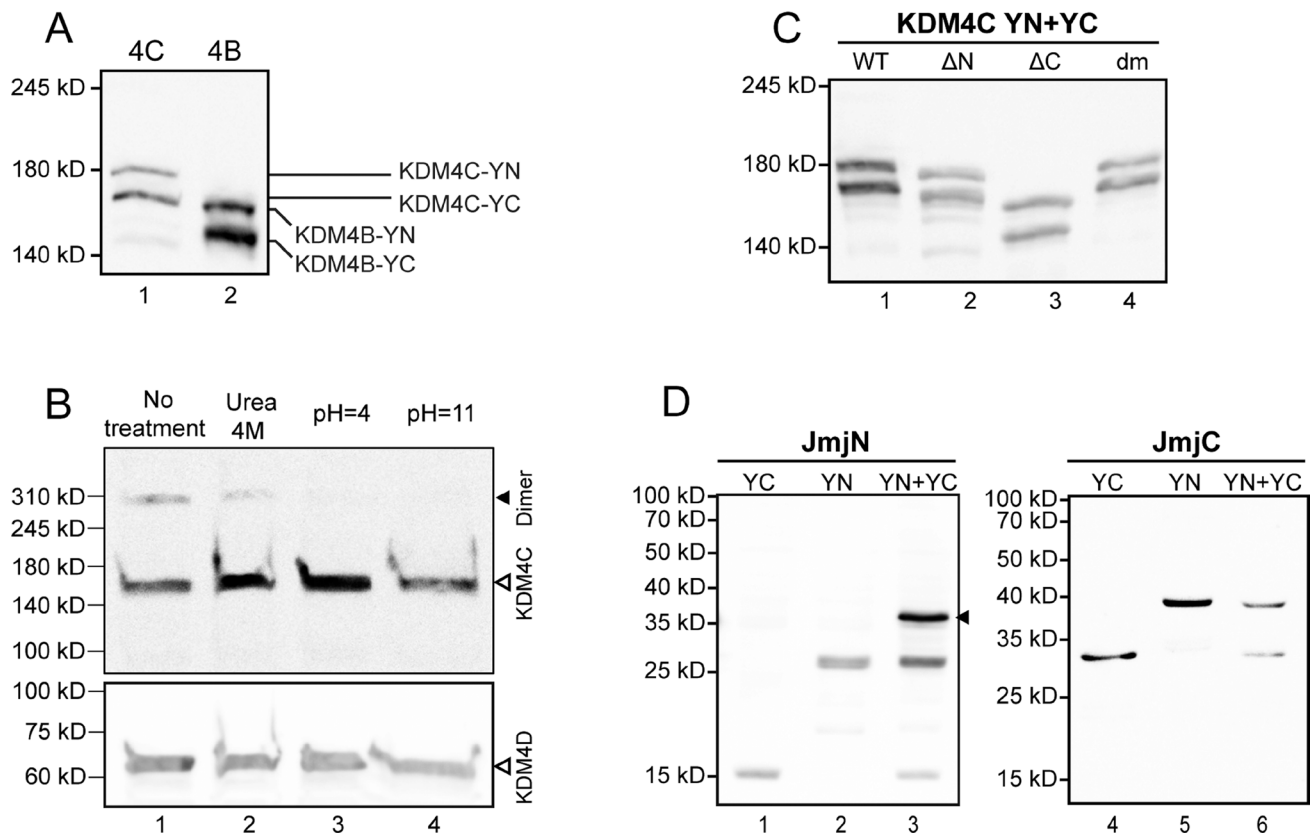 A
4C 4B
245 kD
180 kD
140 kD
KDM4C-YN
KDM4C-YC
KDM4B-YN
KDM4B-YC
1 2
B
No treatment
Urea 4M
pH=4
pH=11
310 kD
245 kD
180 kD
140 kD
100 kD
Dimer
KDM4C
100 kD
75 kD
60 kD
KDM4D
1 2 3 4
C
KDM4C YN+YC
WT ΔN ΔC dm
245 kD
180 kD
140 kD
1 2 3 4
D
JmjN
YC YN YN+YC
100 kD
70 kD
50 kD
40 kD
35 kD
25 kD
15 kD
1 2 3
JmjC
YC YN YN+YC
100 kD
70 kD
50 kD
40 kD
35 kD
25 kD
15 kD
4 5 6